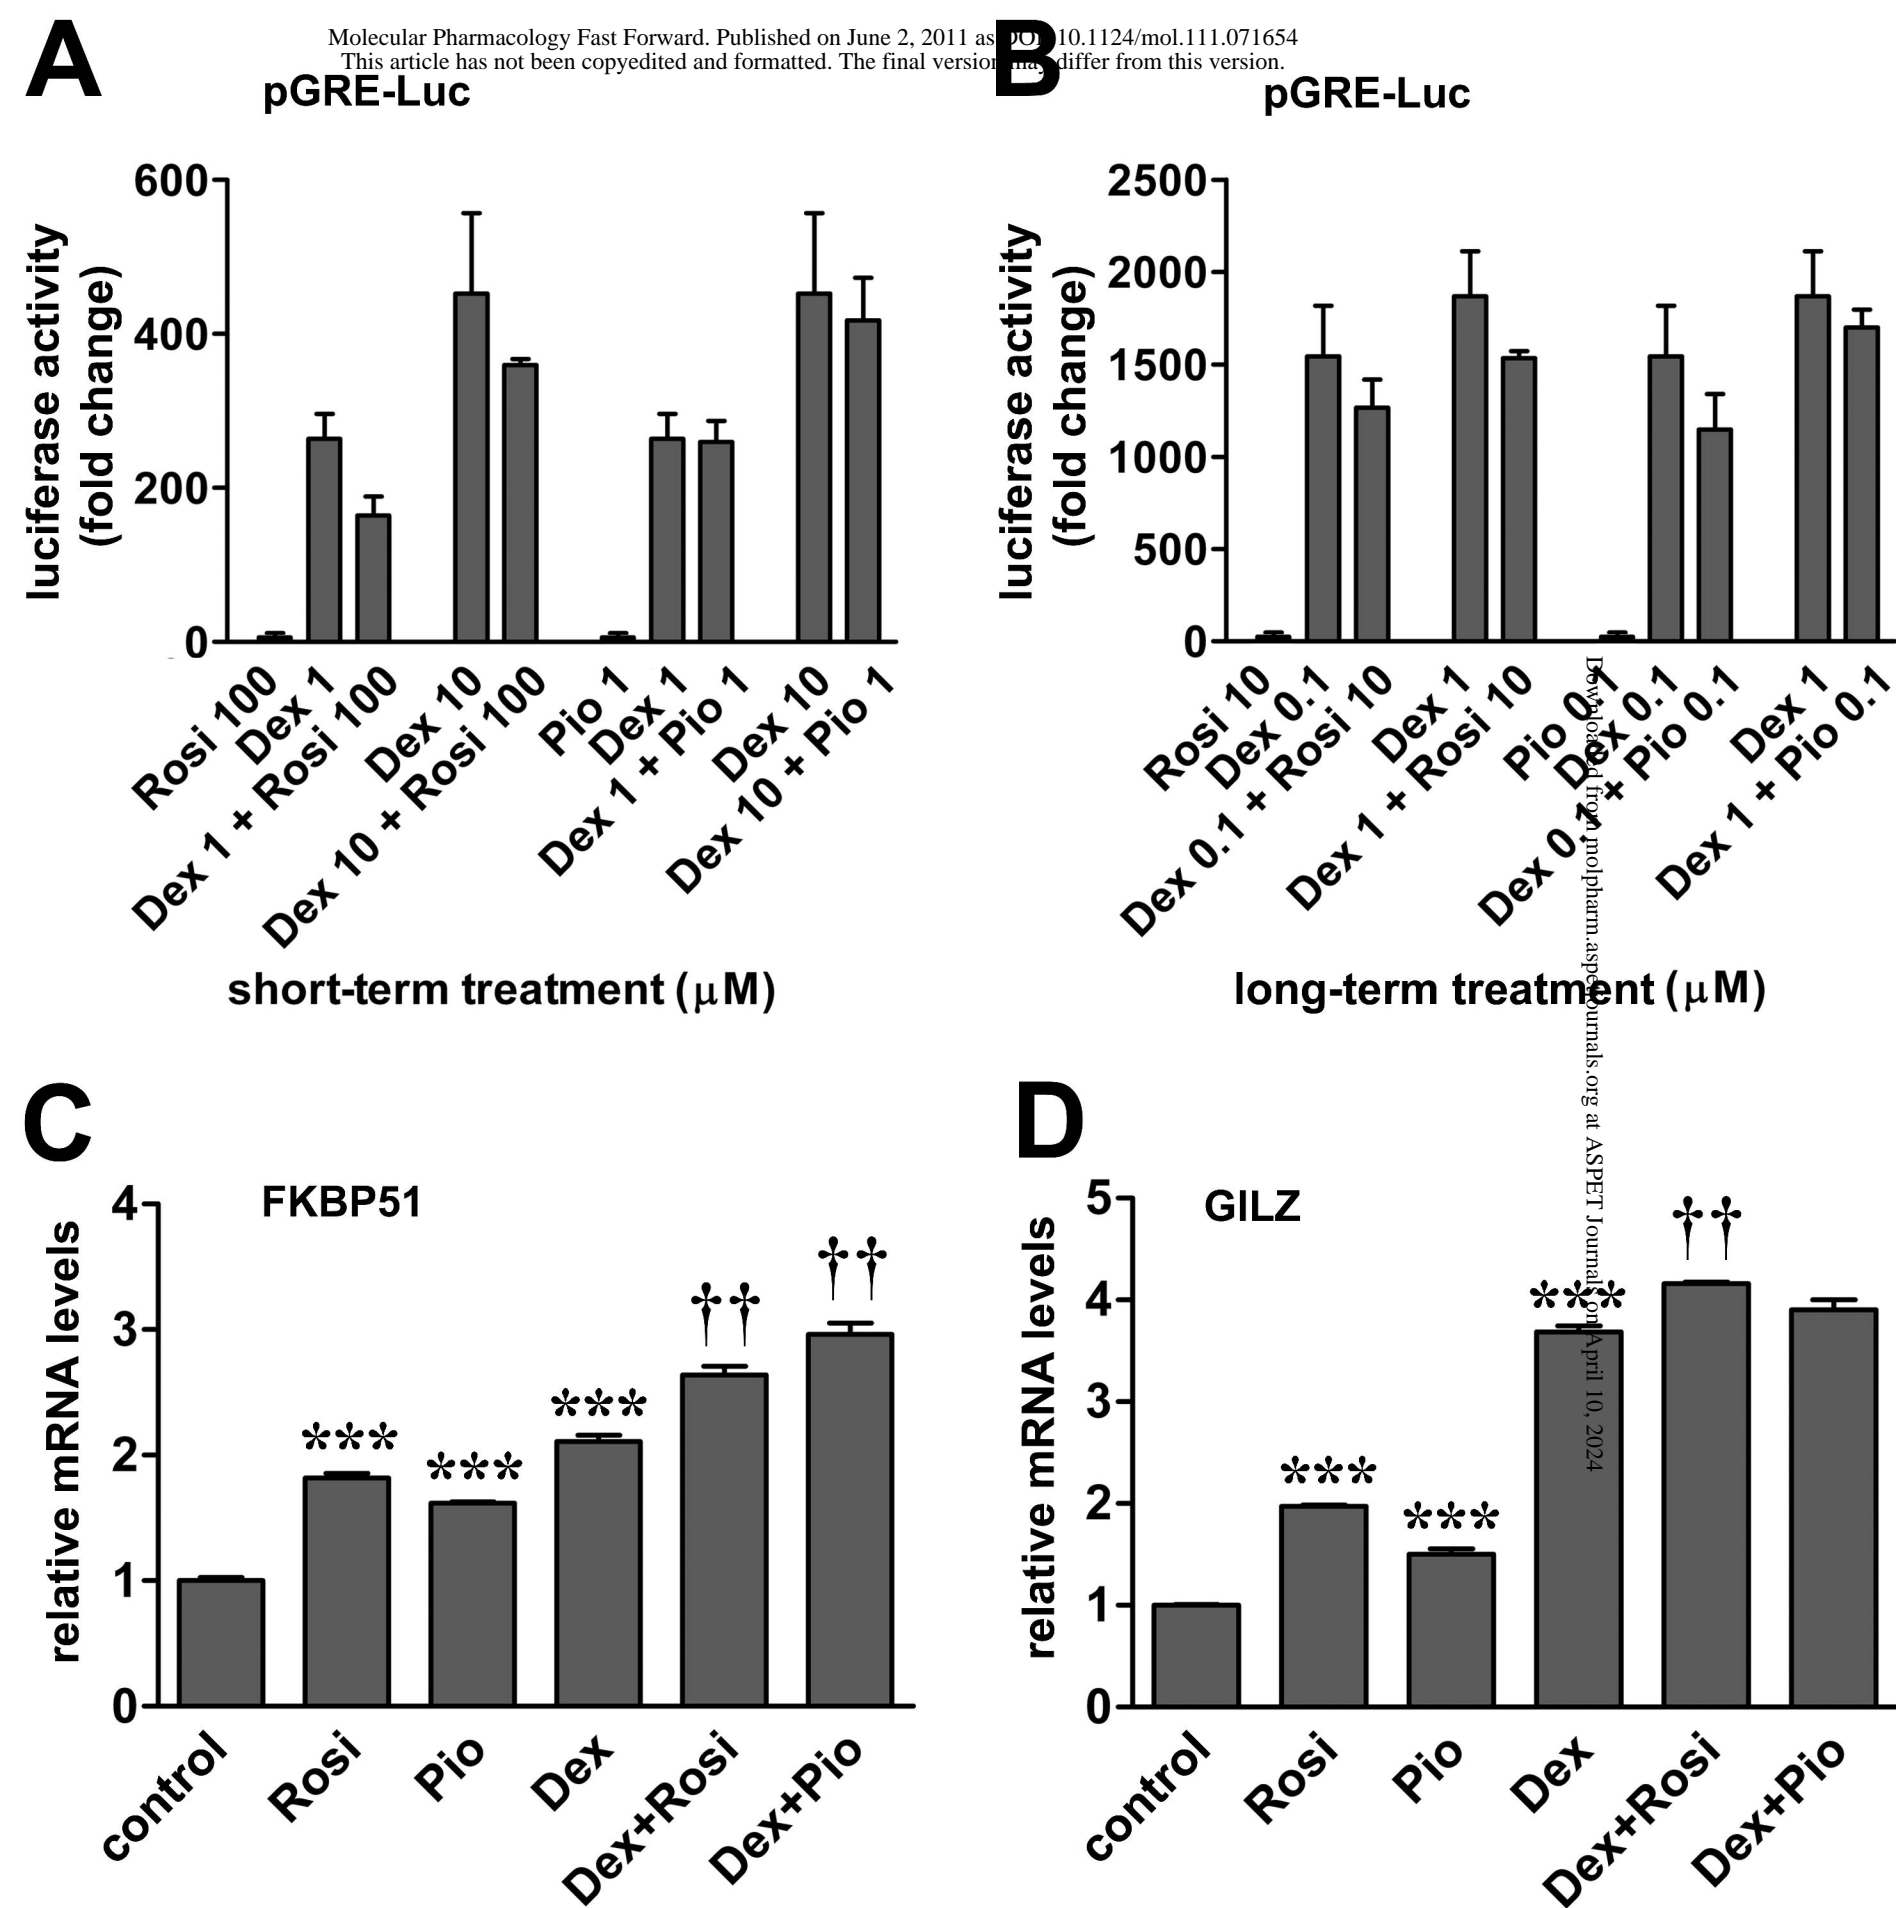 A
B
Molecular Pharmacology Fast Forward. Published on June 2, 2011 as DOI: 10.1124/mol.111.071654
This article has not been copyedited and formatted. The final version may differ from this version.
pGRE-Luc
luciferase activity
(fold change)
600
400
200
0
Rosi 100
Dex 1
Dex 1 + Rosi 100
Dex 10
Dex 10 + Rosi 100
Pio 1
Dex 1
Dex 1 + Pio 1
Dex 10
Dex 10 + Pio 1
short-term treatment (μM)
pGRE-Luc
luciferase activity
(fold change)
2500
2000
1500
1000
500
0
Rosi 10
Dex 0.1
Dex 0.1 + Rosi 10
Dex 1
Dex 1 + Rosi 10
Pio 0.1
Dex 0.1
Dex 0.1 + Pio 0.1
Dex 1
Dex 1 + Pio 0.1
long-term treatment (μM)
Downloaded from molpharm.aspetjournals.org at ASPET Journals on April 10, 2024
C
FKBP51
relative mRNA levels
4
3
2
1
0
***
***
***
††
††
control
Rosi
Pio
Dex
Dex+Rosi
Dex+Pio
D
GILZ
relative mRNA levels
5
4
3
2
1
0
***
***
***
††
control
Rosi
Pio
Dex
Dex+Rosi
Dex+Pio